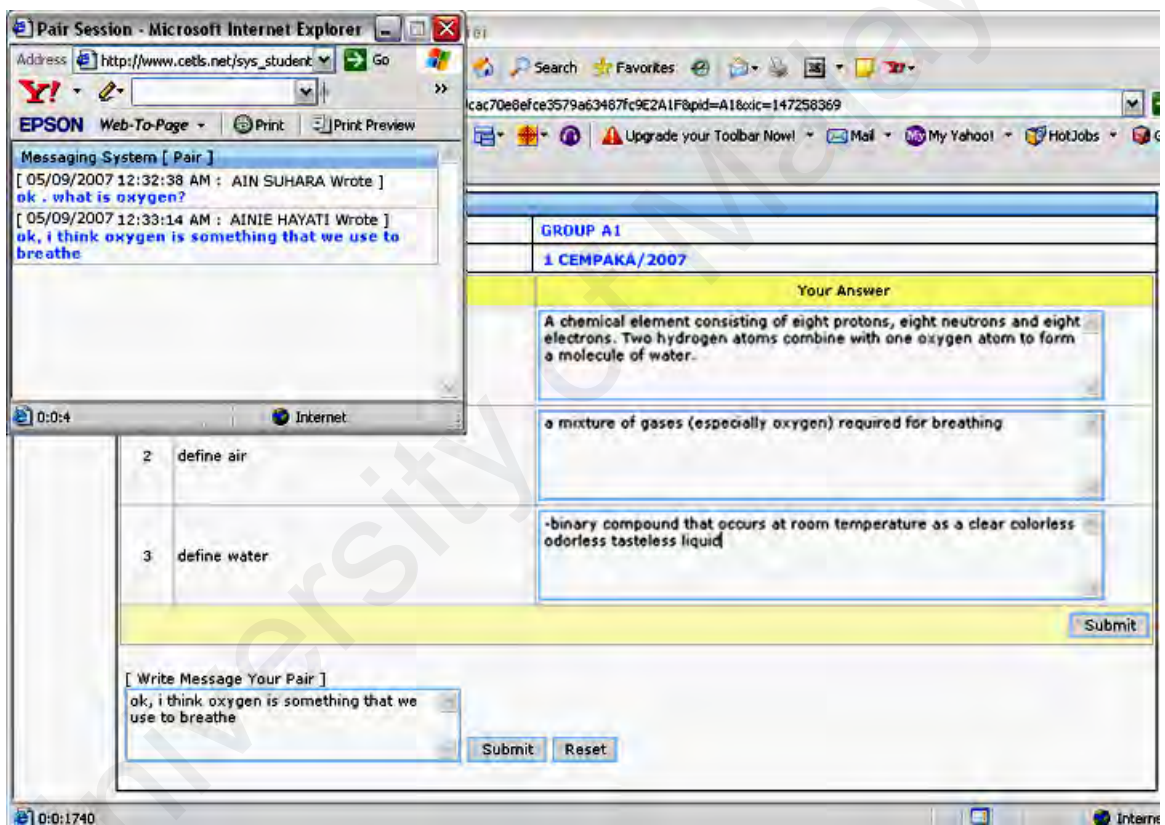 Pair Session - Microsoft Internet Explorer
Address http://www.cetls.net/sys_student Go
Search Favorites
Y! »
cac70e8efce3579a63487fc9E2A1F8pid=A18xic=147258369
EPSON Web-To-Page Print Print Preview
Upgrade your Toolbar Now! Mail My Yahoo! HotJobs
Messaging System [ Pair ]
[ 05/09/2007 12:32:38 AM : AIN SUHARA Wrote ]
ok . what is oxygen?
[ 05/09/2007 12:33:14 AM : AINIE HAYATI Wrote ]
ok, i think oxygen is something that we use to
breathe
0:0:4 Internet
GROUP A1
1 CEMPAKA/2007
Your Answer
A chemical element consisting of eight protons, eight neutrons and eight
electrons. Two hydrogen atoms combine with one oxygen atom to form
a molecule of water.
2 define air
a mixture of gases (especially oxygen) required for breathing
3 define water
-binary compound that occurs at room temperature as a clear colorless
odorless tasteless liquid
Submit
[ Write Message Your Pair ]
ok, i think oxygen is something that we
use to breathe
Submit Reset
0:0:1740 Interne
University of Malay